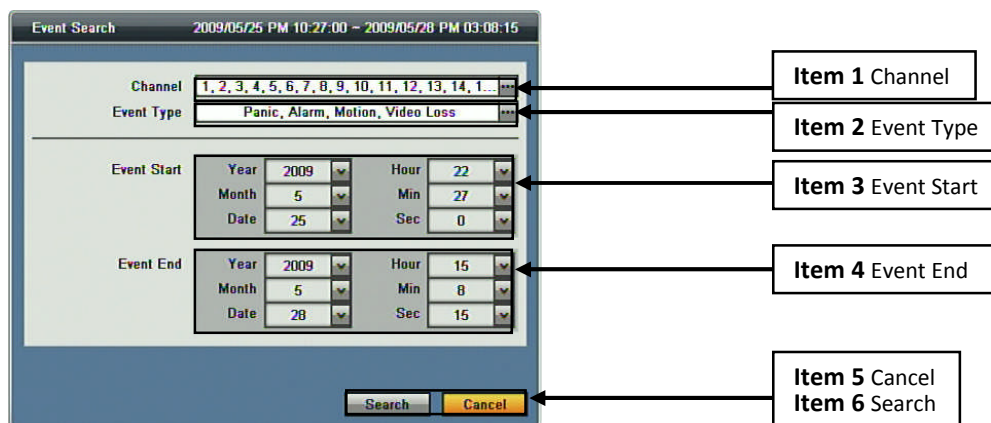 Event Search 2009/05/25 PM 10:27:00 ~ 2009/05/28 PM 03:08:15
Channel 1, 2, 3, 4, 5, 6, 7, 8, 9, 10, 11, 12, 13, 14, 1... ...
Event Type Panic, Alarm, Motion, Video Loss ...
Event Start Year 2009 Hour 22
Month 5 Min 27
Date 25 Sec 0
Event End Year 2009 Hour 15
Month 5 Min 8
Date 28 Sec 15
Search Cancel
Item 1 Channel
Item 2 Event Type
Item 3 Event Start
Item 4 Event End
Item 5 Cancel
Item 6 Search